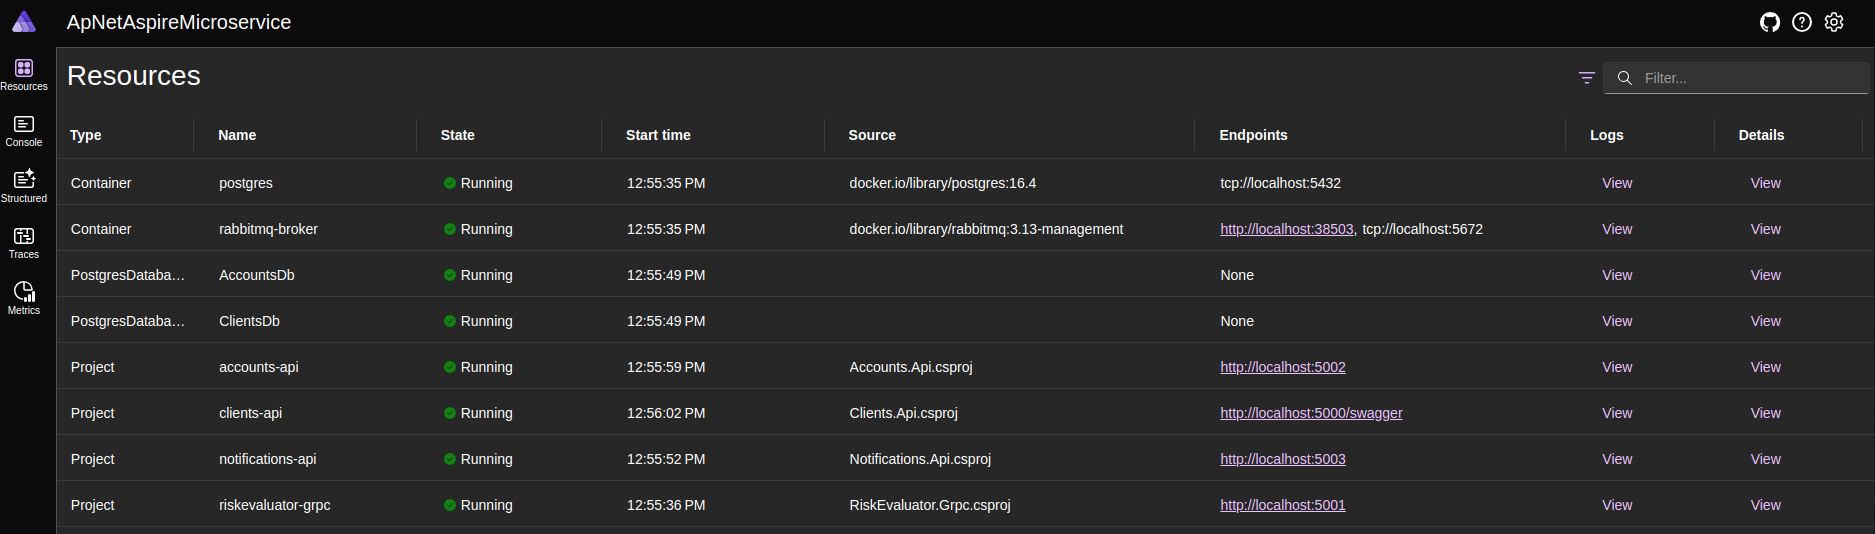 ApNetAspireMicroservice
Resources
Console
Structured
Traces
Metrics
Resources
Filter...
Type Name State Start time Source Endpoints Logs Details
Container postgres Running 12:55:35 PM docker.io/library/postgres:16.4 tcp://localhost:5432 View View
Container rabbitmq-broker Running 12:55:35 PM docker.io/library/rabbitmq:3.13-management http://localhost:38503, tcp://localhost:5672 View View
PostgresDataba... AccountsDb Running 12:55:49 PM None View View
PostgresDataba... ClientsDb Running 12:55:49 PM None View View
Project accounts-api Running 12:55:59 PM Accounts.Api.csproj http://localhost:5002 View View
Project clients-api Running 12:56:02 PM Clients.Api.csproj http://localhost:5000/swagger View View
Project notifications-api Running 12:55:52 PM Notifications.Api.csproj http://localhost:5003 View View
Project riskevaluator-grpc Running 12:55:36 PM RiskEvaluator.Grpc.csproj http://localhost:5001 View View